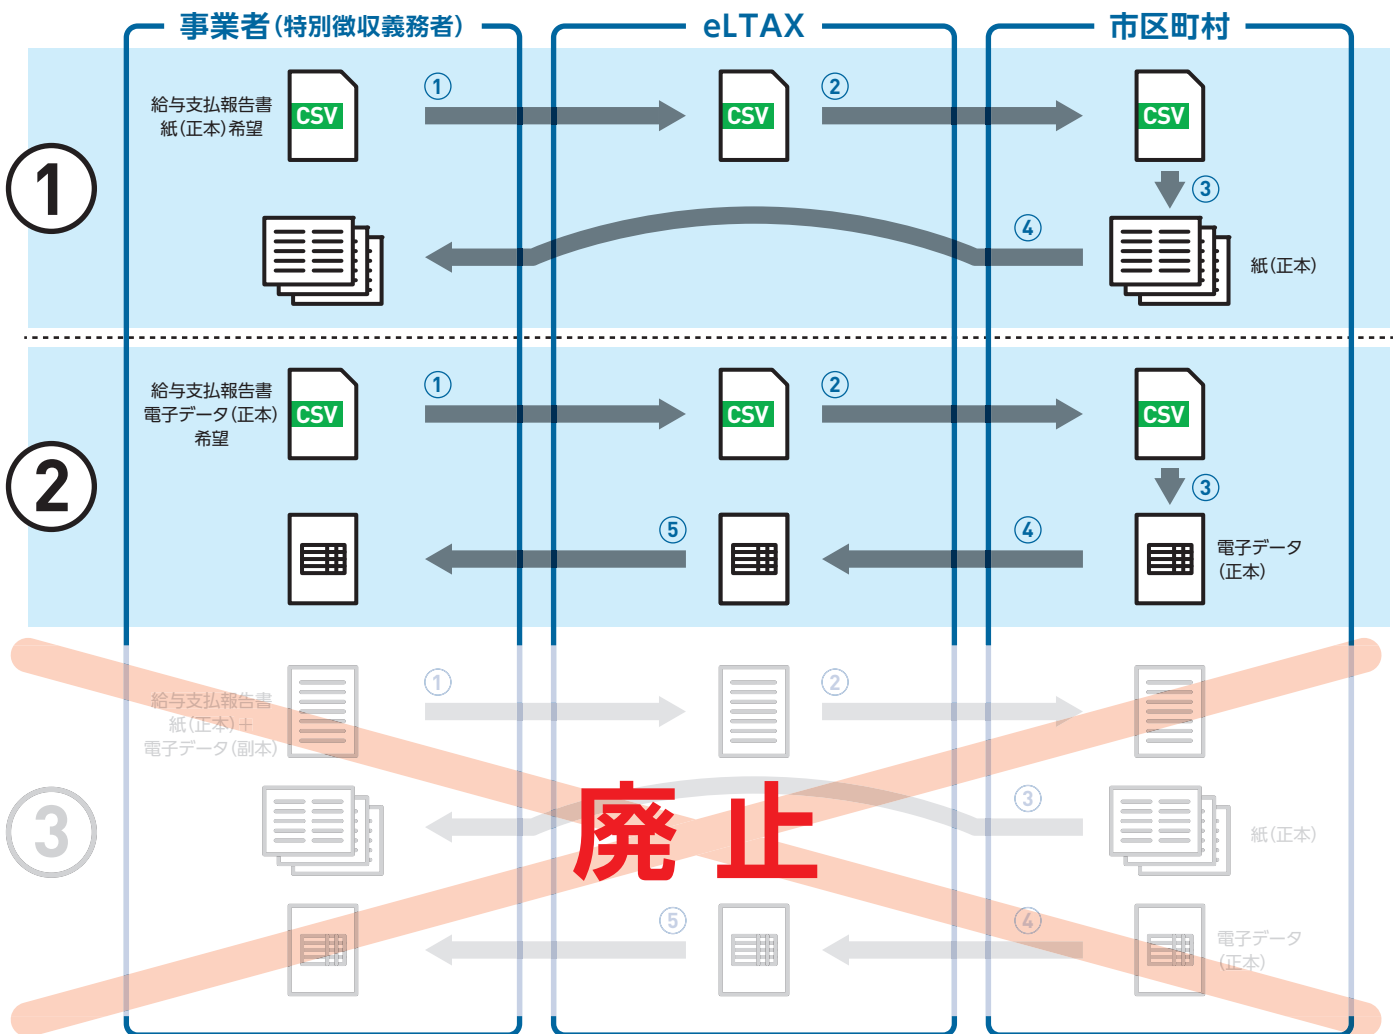 事業者(特別徴収義務者)
eLTAX
市区町村
①
給与支払報告書
紙(正本)希望
CSV
①
CSV
②
CSV
③
④
紙(正本)
②
給与支払報告書
電子データ(正本)
希望
CSV
①
CSV
②
CSV
③
⑤
④
電子データ
(正本)
③
給与支払報告書
紙(正本)+
電子データ(副本)
①
②
廃止
③
紙(正本)
⑤
④
電子データ
(正本)